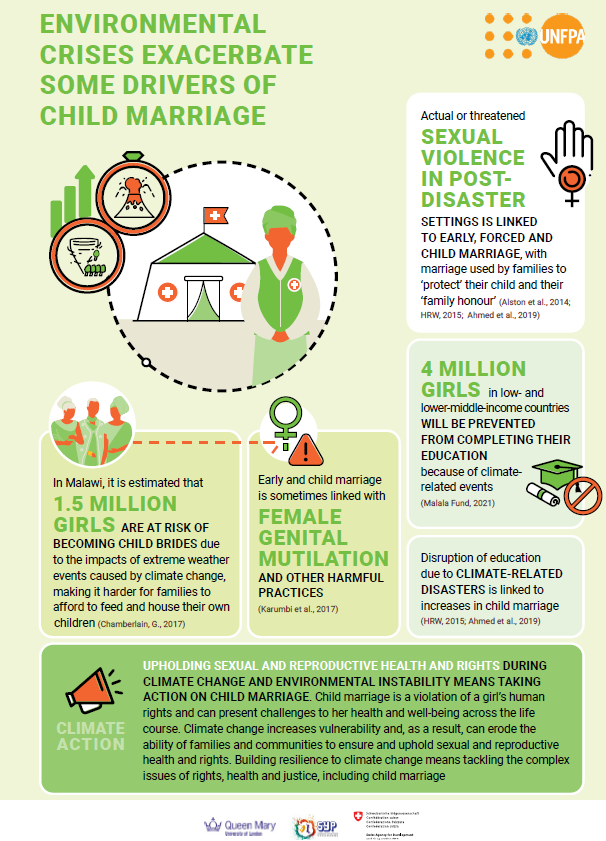 ENVIRONMENTAL
CRISES EXACERBATE
SOME DRIVERS OF
CHILD MARRIAGE
UNFPA
Actual or threatened
SEXUAL
VIOLENCE
IN POST-
DISASTER
SETTINGS IS LINKED
TO EARLY, FORCED AND
CHILD MARRIAGE, with
marriage used by families to
‘protect’ their child and their
‘family honour’ (Alston et al., 2014;
HRW, 2015; Ahmed et al., 2019)
4 MILLION
GIRLS in low- and
lower-middle-income countries
WILL BE PREVENTED
FROM COMPLETING THEIR
EDUCATION
because of climate-
related events
(Malala Fund, 2021)
In Malawi, it is estimated that
1.5 MILLION
GIRLS ARE AT RISK OF
BECOMING CHILD BRIDES due
to the impacts of extreme weather
events caused by climate change,
making it harder for families to
afford to feed and house their own
children (Chamberlain, G., 2017)
Early and child marriage
is sometimes linked with
FEMALE
GENITAL
MUTILATION
AND OTHER HARMFUL
PRACTICES
(Karumbi et al., 2017)
Disruption of education
due to CLIMATE-RELATED
DISASTERS is linked to
increases in child marriage
(HRW, 2015; Ahmed et al., 2019)
CLIMATE
ACTION
UPHOLDING SEXUAL AND REPRODUCTIVE HEALTH AND RIGHTS DURING
CLIMATE CHANGE AND ENVIRONMENTAL INSTABILITY MEANS TAKING
ACTION ON CHILD MARRIAGE. Child marriage is a violation of a girl’s human
rights and can present challenges to her health and well-being across the life
course. Climate change increases vulnerability and, as a result, can erode the
ability of families and communities to ensure and uphold sexual and reproductive
health and rights. Building resilience to climate change means tackling the complex
issues of rights, health and justice, including child marriage
Queen Mary
University of London
SYP
Schweizerische Eidgenossenschaft
Confédération suisse
Confederazione Svizzera
Confederaziun svizra
Swiss Agency for Development